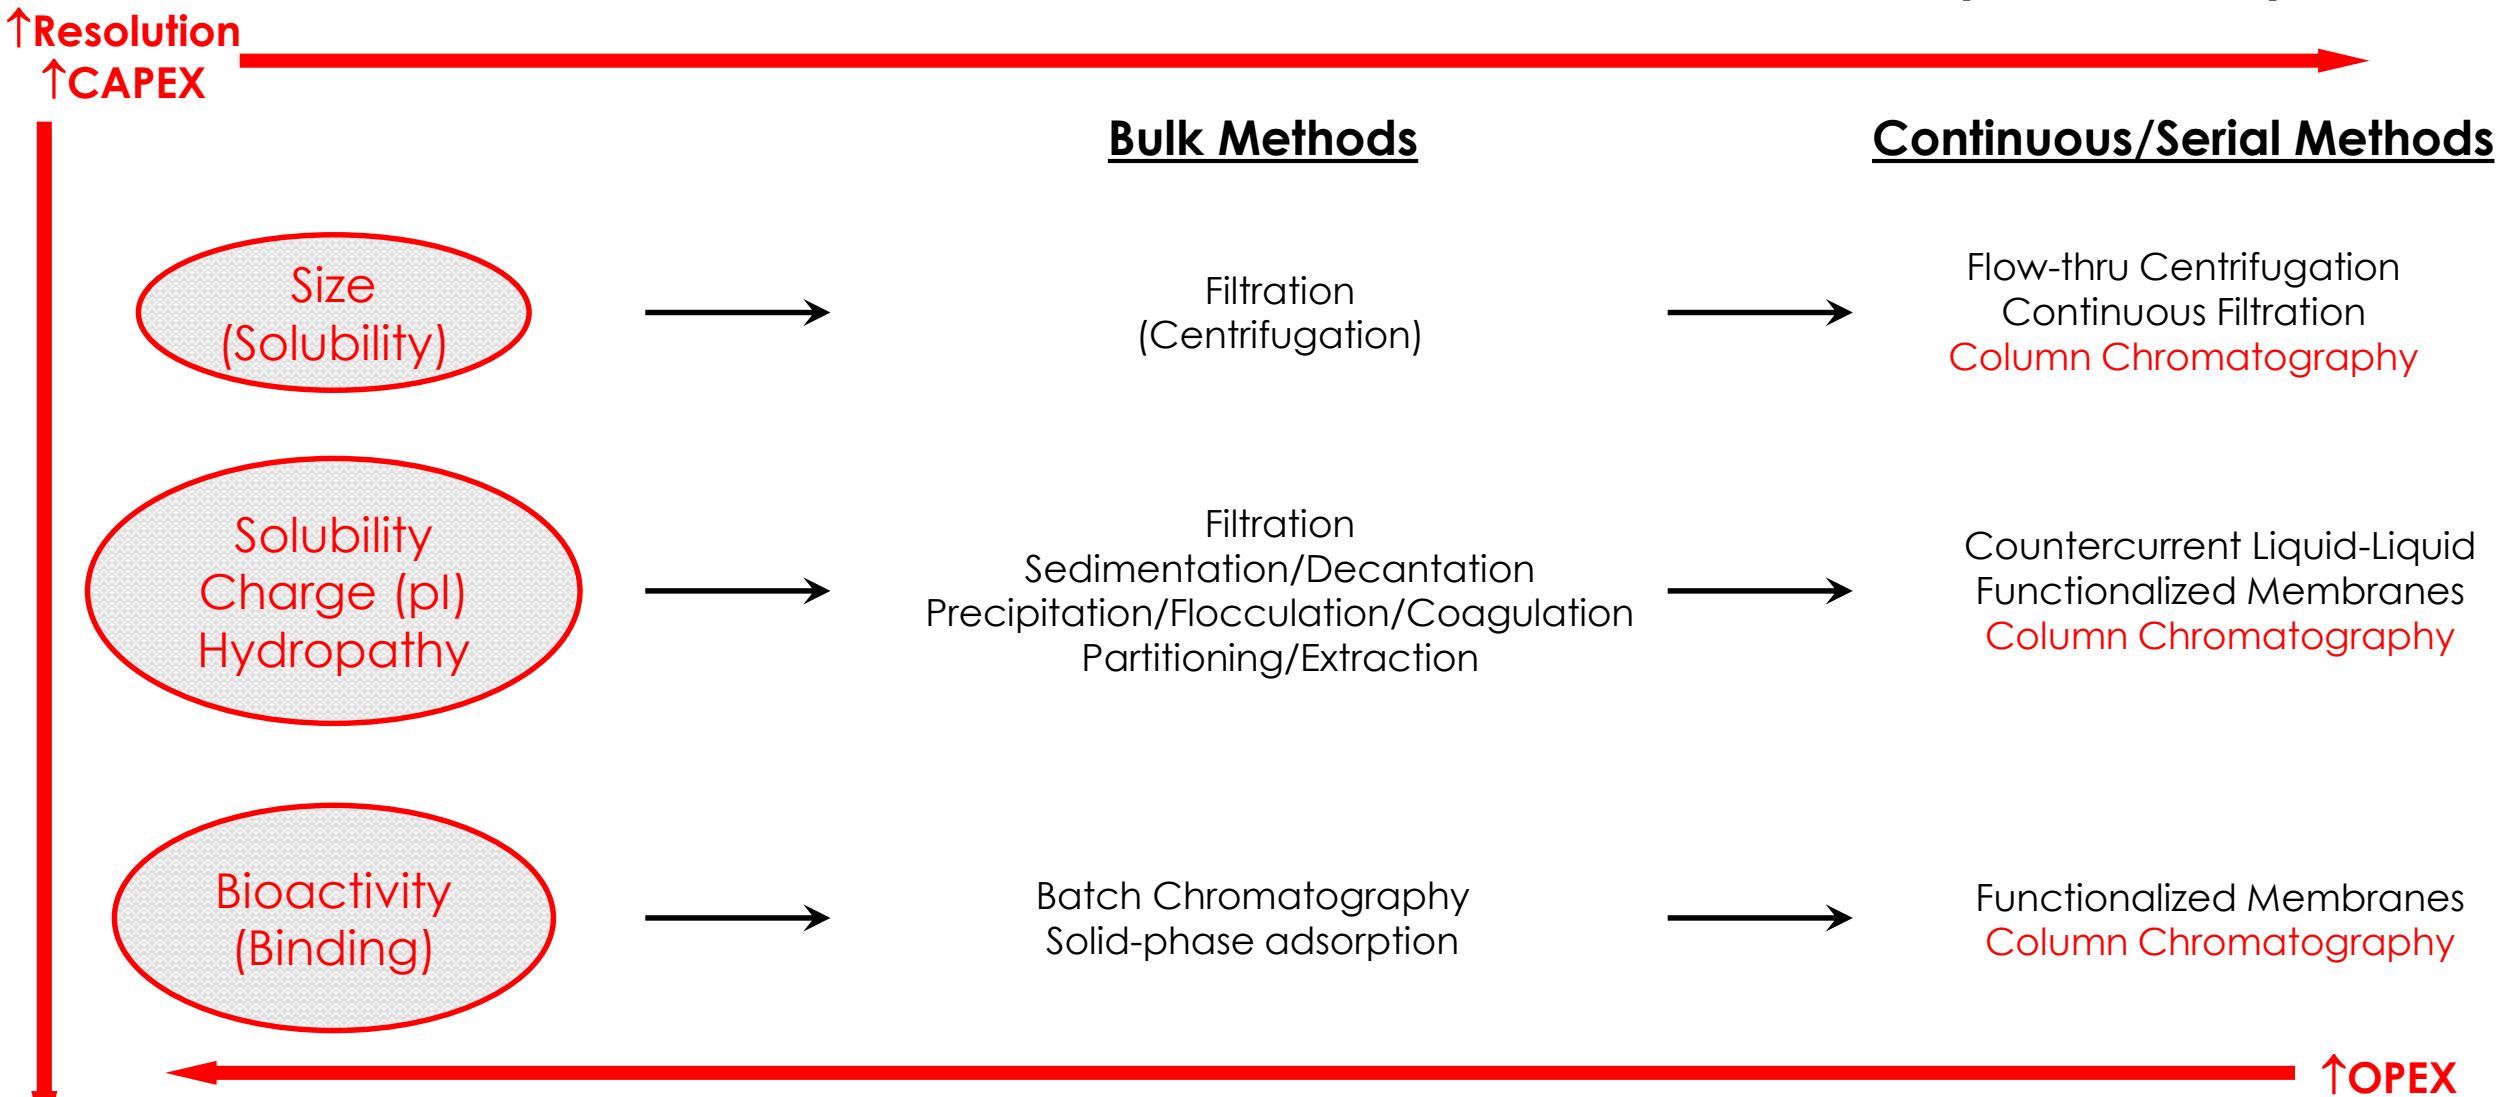 ↑Resolution
↑CAPEX
Bulk Methods
Continuous/Serial Methods
Size
(Solubility)
Filtration
(Centrifugation)
Flow-thru Centrifugation
Continuous Filtration
Column Chromatography
Solubility
Charge (pI)
Hydropathy
Filtration
Sedimentation/Decantation
Precipitation/Flocculation/Coagulation
Partitioning/Extraction
Countercurrent Liquid-Liquid
Functionalized Membranes
Column Chromatography
Bioactivity
(Binding)
Batch Chromatography
Solid-phase adsorption
Functionalized Membranes
Column Chromatography
↑OPEX